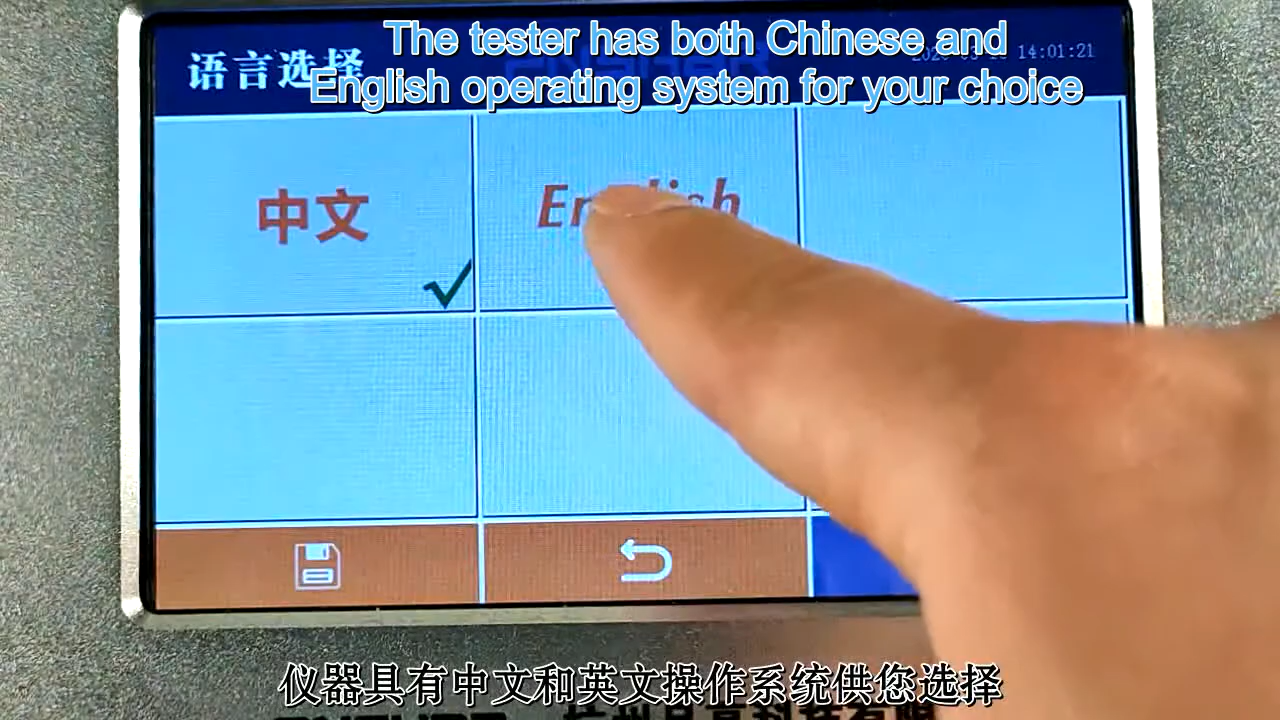 The tester has both Chinese and
English operating system for your choice
语言选择
14:01:21
中文
English
仪器具有中文和英文操作系统供您选择